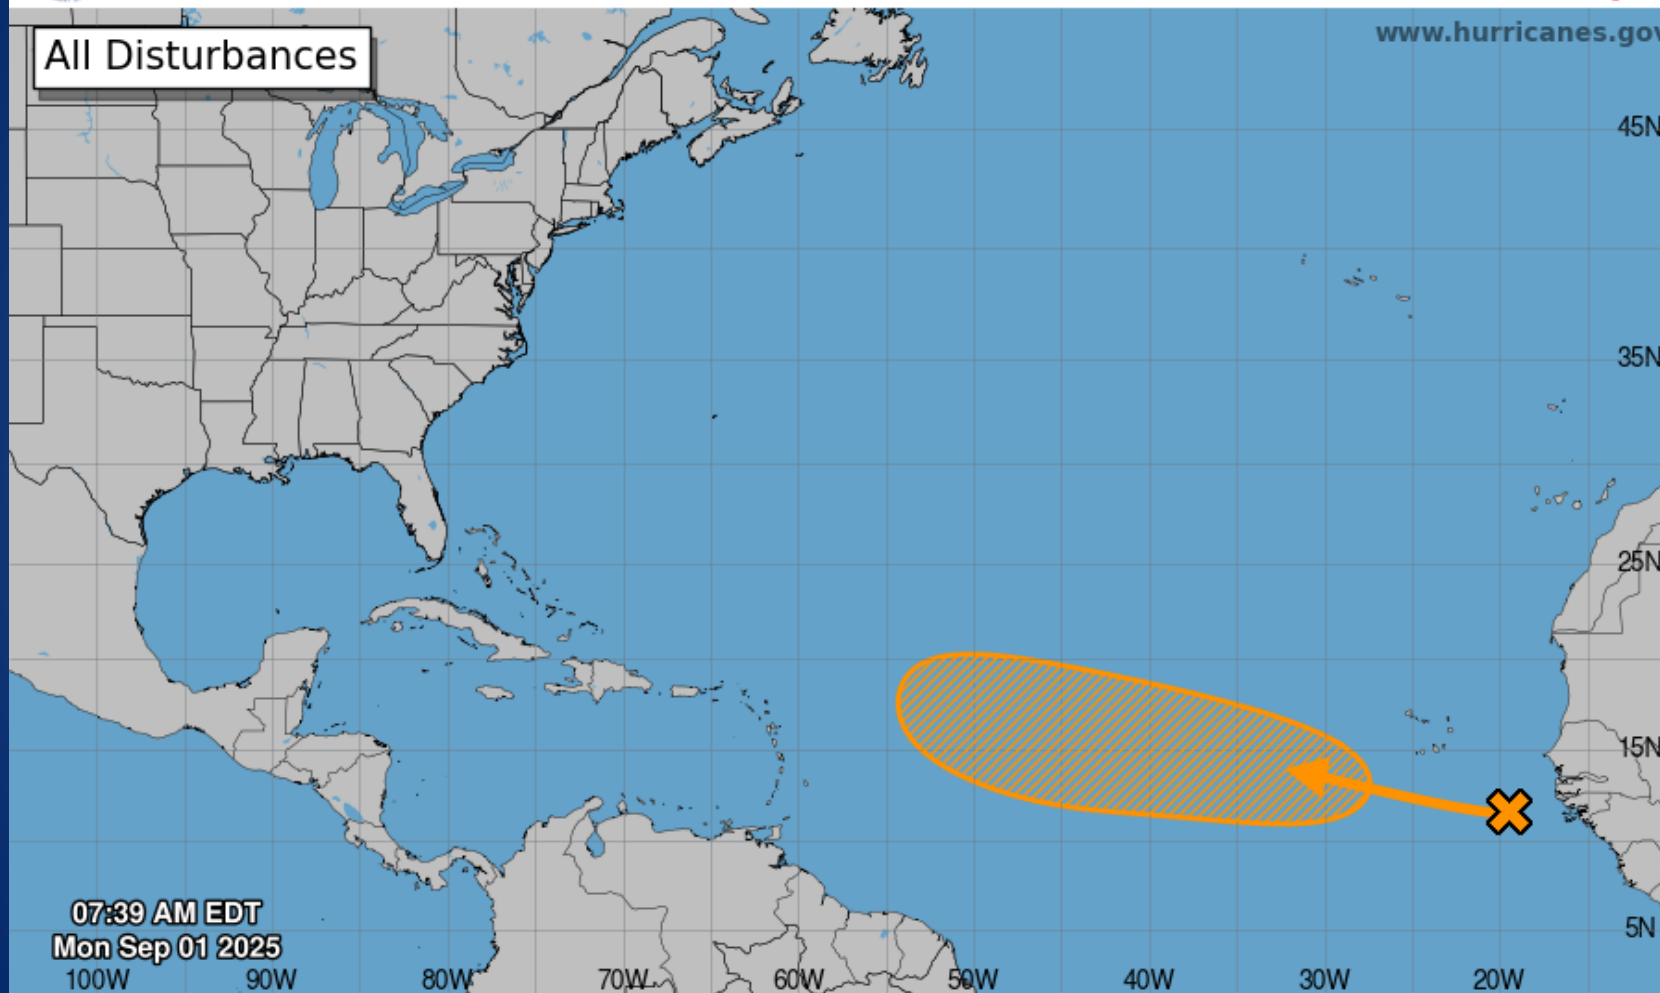 All Disturbances
www.hurricanes.gov
45N
35N
25N
15N
5N
07:39 AM EDT
Mon Sep 01 2025
100W 90W 80W 70W 60W 50W 40W 30W 20W